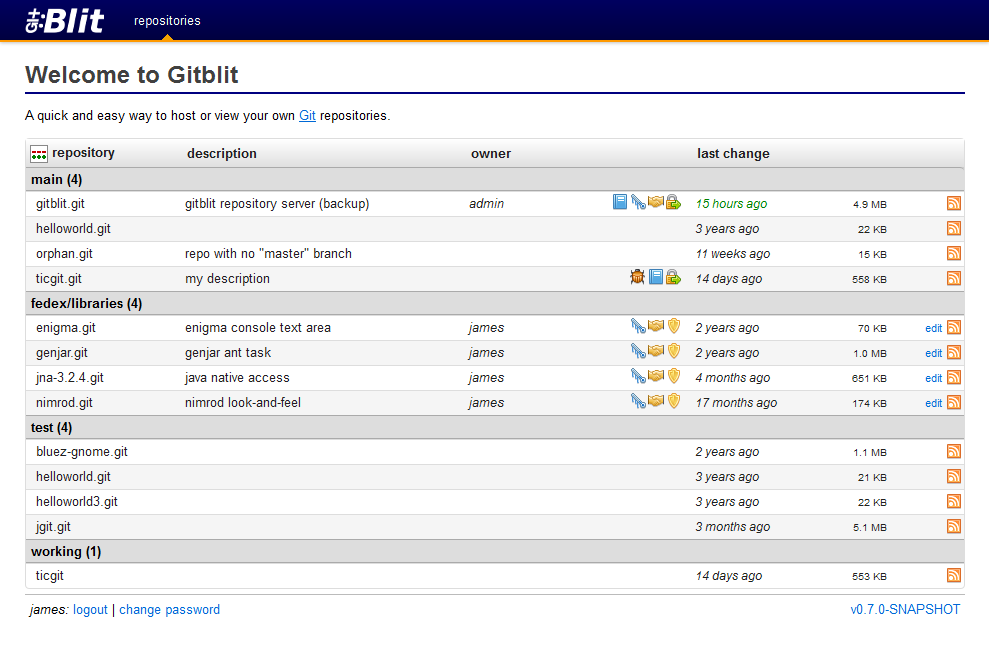 Git:Blit repositories
Welcome to Gitblit
A quick and easy way to host or view your own Git repositories.
repository description owner last change
main (4)
gitblit.git gitblit repository server (backup) admin 15 hours ago 4.9 MB
helloworld.git 3 years ago 22 KB
orphan.git repo with no "master" branch 11 weeks ago 15 KB
ticgit.git my description 14 days ago 558 KB
fedex/libraries (4)
enigma.git enigma console text area james 2 years ago 70 KB edit
genjar.git genjar ant task james 2 years ago 1.0 MB edit
jna-3.2.4.git java native access james 4 months ago 651 KB edit
nimrod.git nimrod look-and-feel james 17 months ago 174 KB edit
test (4)
bluez-gnome.git 2 years ago 1.1 MB
helloworld.git 3 years ago 21 KB
helloworld3.git 3 years ago 22 KB
jgit.git 3 months ago 5.1 MB
working (1)
ticgit 14 days ago 553 KB
james: logout | change password v0.7.0-SNAPSHOT